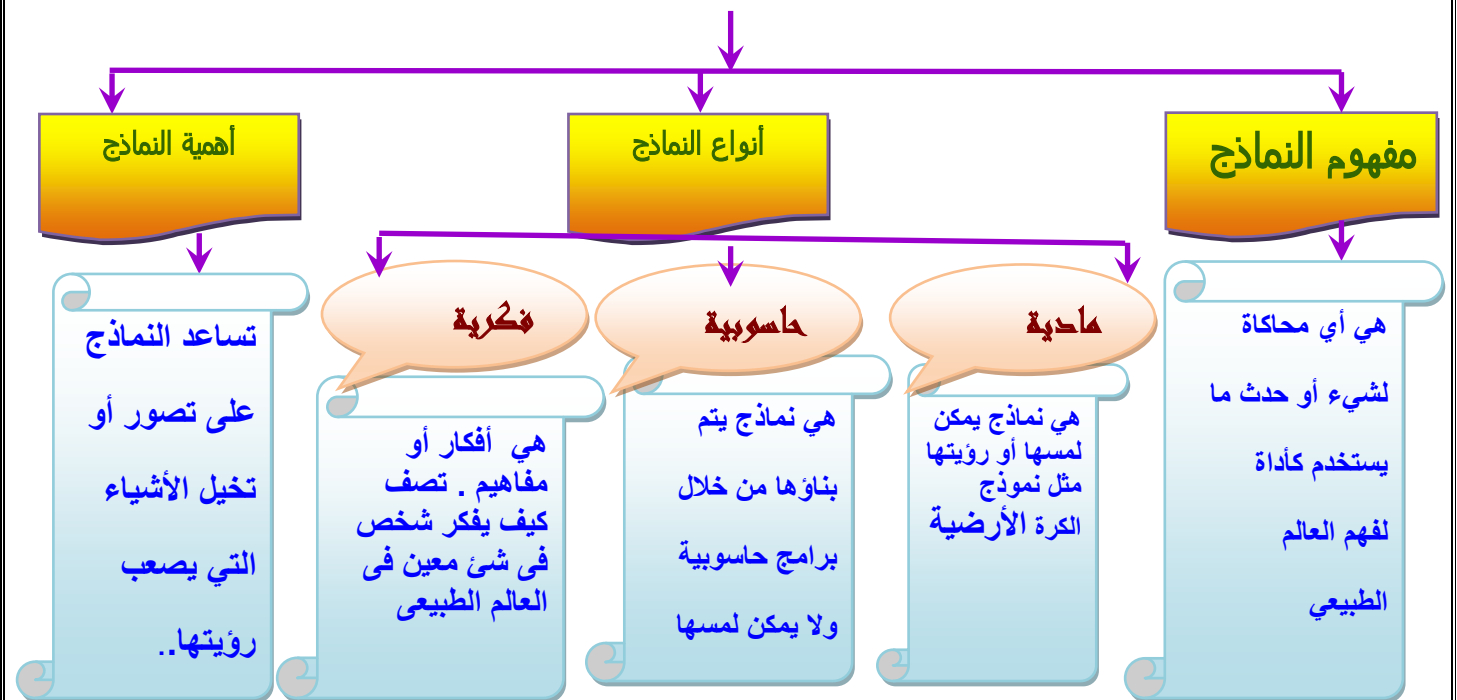 مفهوم النماذج
أنواع النماذج
أهمية النماذج
هي أي محاكاة
لشيء أو حدث ما
يستخدم كأداة
لفهم العالم
الطبيعي
مادية
هي نماذج يمكن
لمسها أو رؤيتها
مثل نموذج
الكرة الأرضية
حاسوبية
هي نماذج يتم
بناؤها من خلال
برامج حاسوبية
ولا يمكن لمسها
فكرية
هي أفكار أو
مفاهيم . تصف
كيف يفكر شخص
فى شئ معين فى
العالم الطبيعى
تساعد النماذج
على تصور أو
تخيل الأشياء
التي يصعب
رؤيتها..